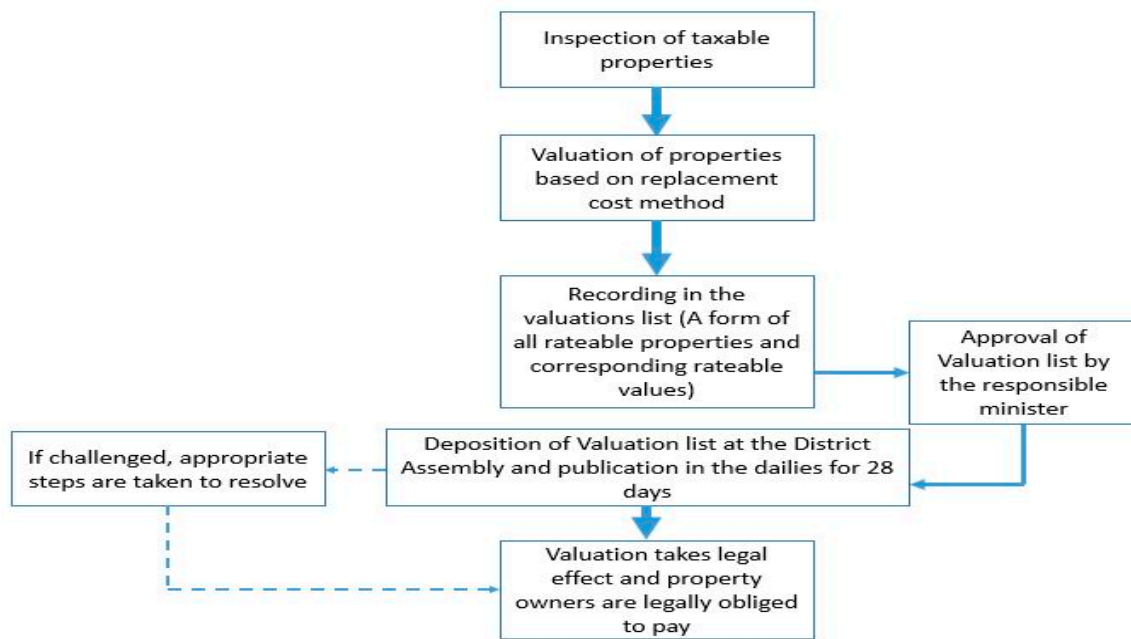 Inspection of taxable
properties
Valuation of properties
based on replacement
cost method
Recording in the
valuations list (A form of
all rateable properties and
corresponding rateable
values)
Approval of
Valuation list by
the responsible
minister
Deposition of Valuation list at the District
Assembly and publication in the dailies for 28
days
If challenged, appropriate
steps are taken to resolve
Valuation takes legal
effect and property
owners are legally obliged
to pay